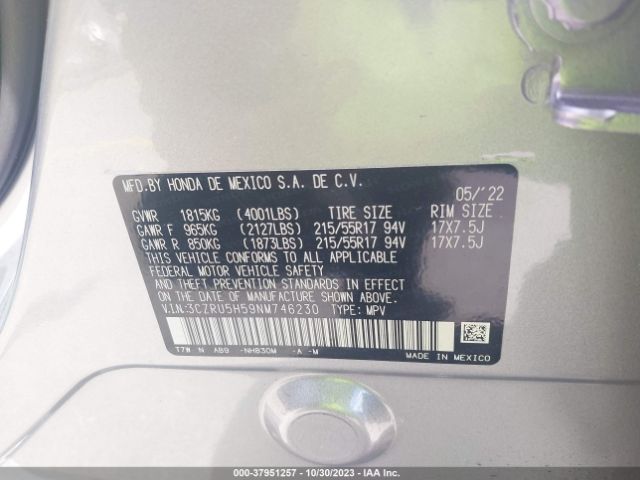 MFD.BY HONDA DE MEXICO S.A. DE C.V.
05/'22
GVWR 1815KG (4001LBS) TIRE SIZE RIM SIZE
GAWR F 965KG (2127LBS) 215/55R17 94V 17X7.5J
GAWR R 850KG (1873LBS) 215/55R17 94V 17X7.5J
THIS VEHICLE CONFORMS TO ALL APPLICABLE
FEDERAL MOTOR VEHICLE SAFETY
AND THEFT PREVENTION STANDARDS IN EFFECT
ON THE DATE OF MANUFACTURE SHOWN ABOVE.
V.I.N:3CZRU5H59NM746230 TYPE: MPV
T7W N AB9 -NH830M -A -M
MADE IN MEXICO
000-37951257 - 10/30/2023 - IAA Inc.